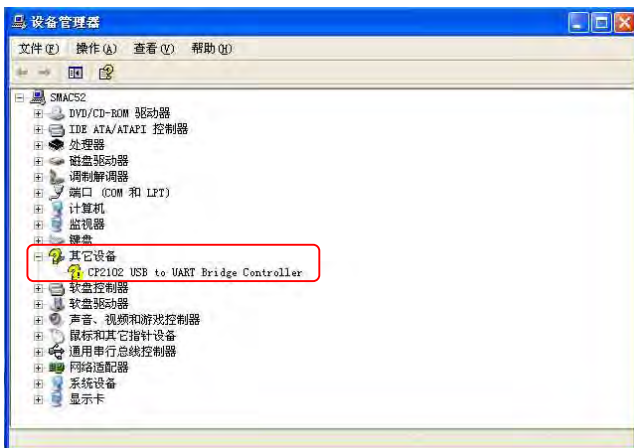 设备管理器
文件(F) 操作(A) 查看(V) 帮助(H)
SMAC52
DVD/CD-ROM 驱动器
IDE ATA/ATAPI 控制器
处理器
磁盘驱动器
调制解调器
端口 (COM 和 LPT)
计算机
监视器
键盘
其它设备
CP2102 USB to UART Bridge Controller
软盘控制器
软盘驱动器
声音、视频和游戏控制器
鼠标和其它指针设备
通用串行总线控制器
网络适配器
系统设备
显示卡